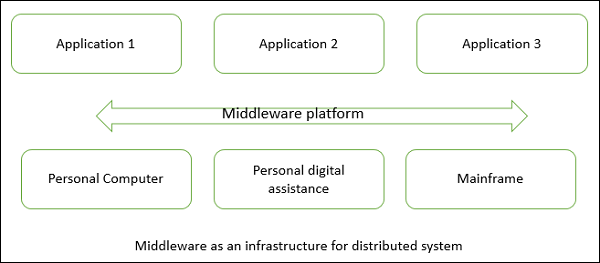 Application 1
Application 2
Application 3
Middleware platform
Personal Computer
Personal digital
assistance
Mainframe
Middleware as an infrastructure for distributed system